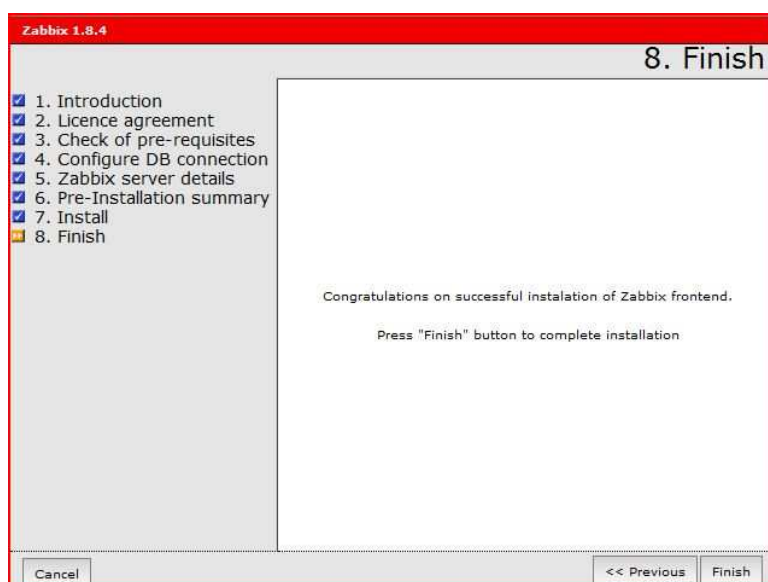 Zabbix 1.8.4
8. Finish
1. Introduction
2. Licence agreement
3. Check of pre-requisites
4. Configure DB connection
5. Zabbix server details
6. Pre-Installation summary
7. Install
8. Finish
Congratulations on successful instalation of Zabbix frontend.
Press "Finish" button to complete installation
Cancel
<< Previous
Finish